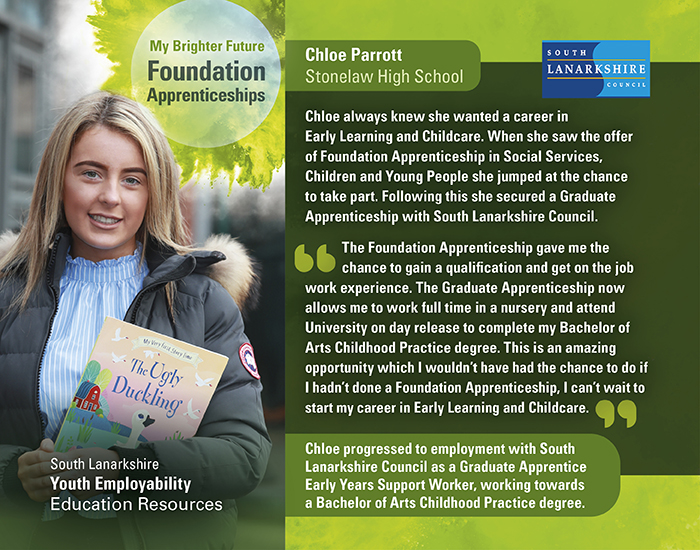 My Brighter Future
Foundation
Apprenticeships
Chloe Parrott
Stonelaw High School
SOUTH
LANARKSHIRE
COUNCIL
Chloe always knew she wanted a career in
Early Learning and Childcare. When she saw the offer
of Foundation Apprenticeship in Social Services,
Children and Young People she jumped at the chance
to take part. Following this she secured a Graduate
Apprenticeship with South Lanarkshire Council.
“ The Foundation Apprenticeship gave me the
chance to gain a qualification and get on the job
work experience. The Graduate Apprenticeship now
allows me to work full time in a nursery and attend
University on day release to complete my Bachelor of
Arts Childhood Practice degree. This is an amazing
opportunity which I wouldn't have had the chance to do if
I hadn't done a Foundation Apprenticeship, I can't wait to
start my career in Early Learning and Childcare. ”
Chloe progressed to employment with South
Lanarkshire Council as a Graduate Apprentice
Early Years Support Worker, working towards
a Bachelor of Arts Childhood Practice degree.
My Very First Story Time
The Ugly
Duckling
South Lanarkshire
Youth Employability
Education Resources